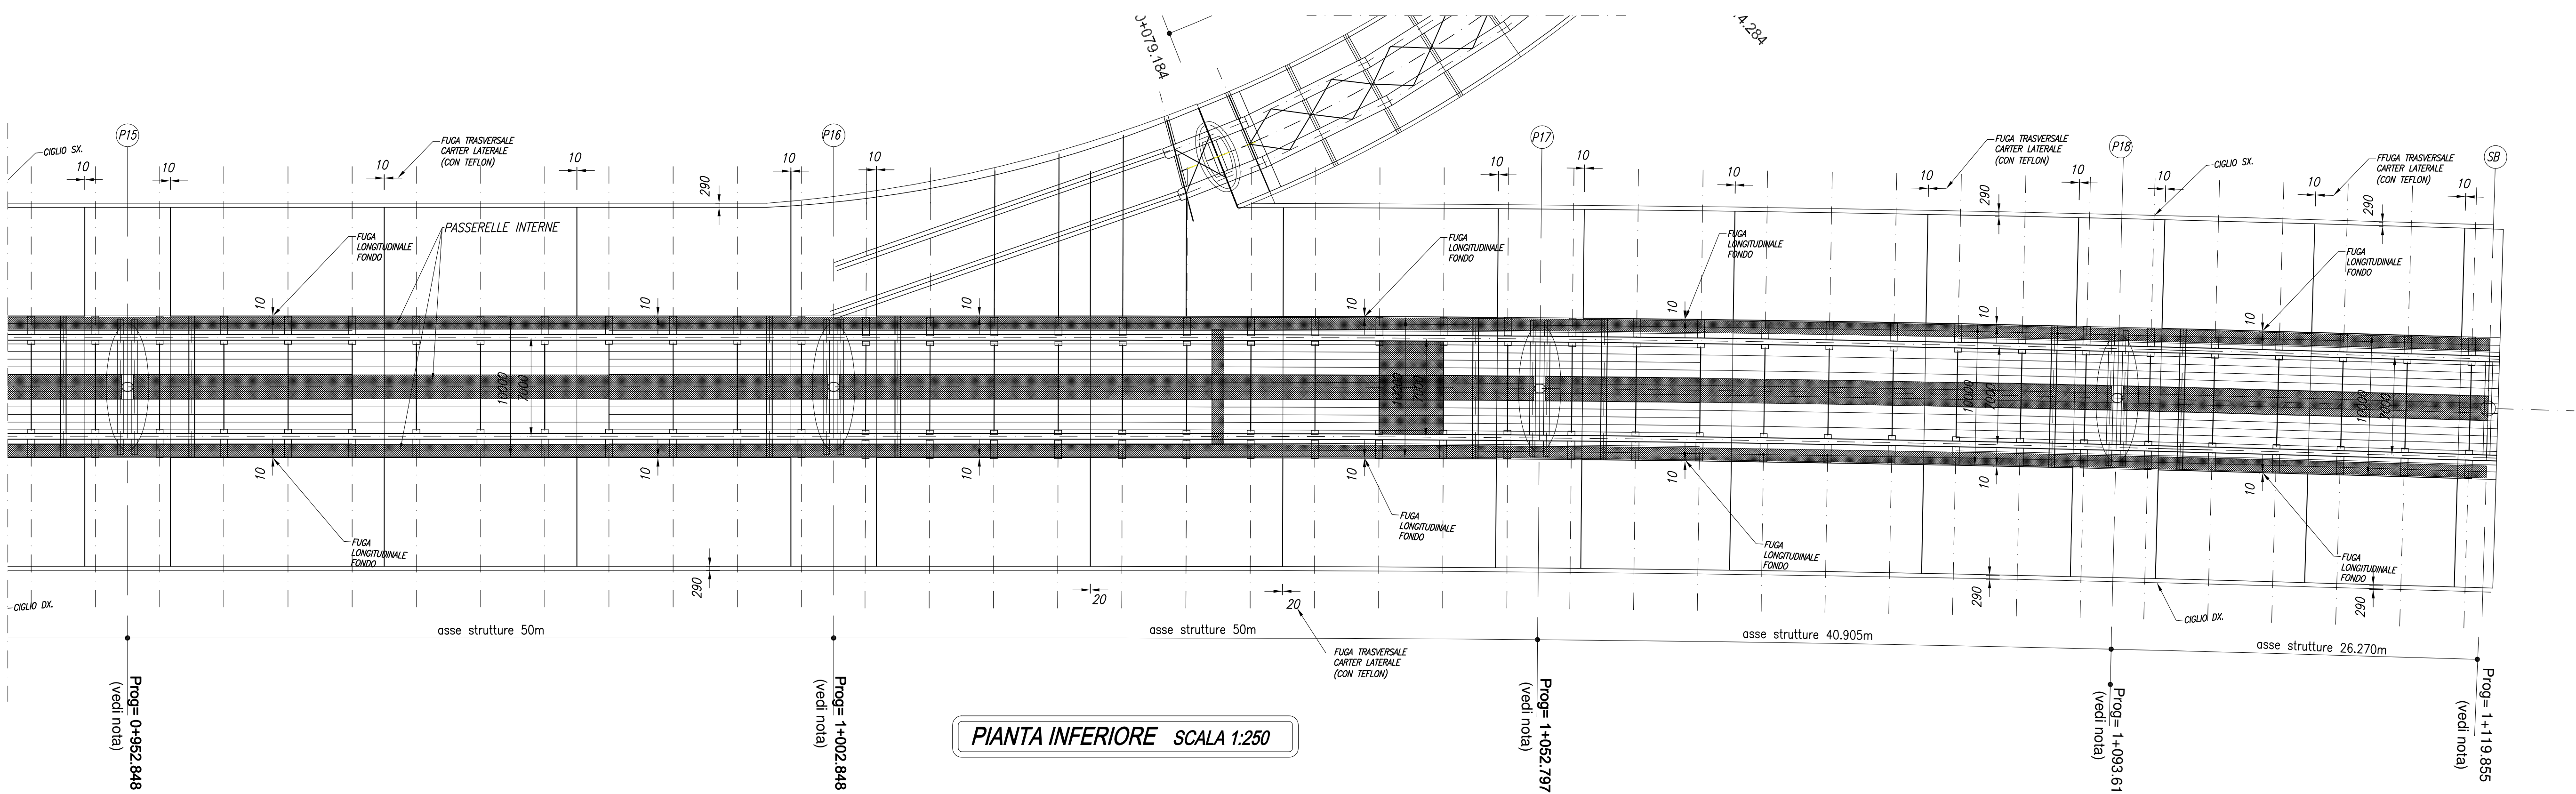 0+079.184
4.284
P15
P16
P17
P18
SB
CIGLIO SX.
10
10
10
FUGA TRASVERSALE
CARTER LATERALE
(CON TEFLON)
10
10
10
290
10
10
10
FUGA TRASVERSALE
CARTER LATERALE
(CON TEFLON)
10
290
10
10
CIGLIO SX.
10
FFUGA TRASVERSALE
CARTER LATERALE
(CON TEFLON)
290
10
PASSERELLE INTERNE
FUGA
LONGITUDINALE
FONDO
FUGA
LONGITUDINALE
FONDO
FUGA
LONGITUDINALE
FONDO
FUGA
LONGITUDINALE
FONDO
10
10
10
10
10
10
10
10000
7000
10000
7000
10000
7000
10000
7000
10
10
10
10
10
10
10
FUGA
LONGITUDINALE
FONDO
FUGA
LONGITUDINALE
FONDO
FUGA
LONGITUDINALE
FONDO
FUGA
LONGITUDINALE
FONDO
290
20
20
290
290
CIGLIO DX.
CIGLIO DX.
asse strutture 50m
asse strutture 50m
asse strutture 40.905m
asse strutture 26.270m
FUGA TRASVERSALE
CARTER LATERALE
(CON TEFLON)
Prog= 0+952.848
(vedi nota)
Prog= 1+002.848
(vedi nota)
Prog= 1+052.797
(vedi nota)
Prog= 1+093.61
(vedi nota)
Prog= 1+119.855
(vedi nota)
PIANTA INFERIORE SCALA 1:250